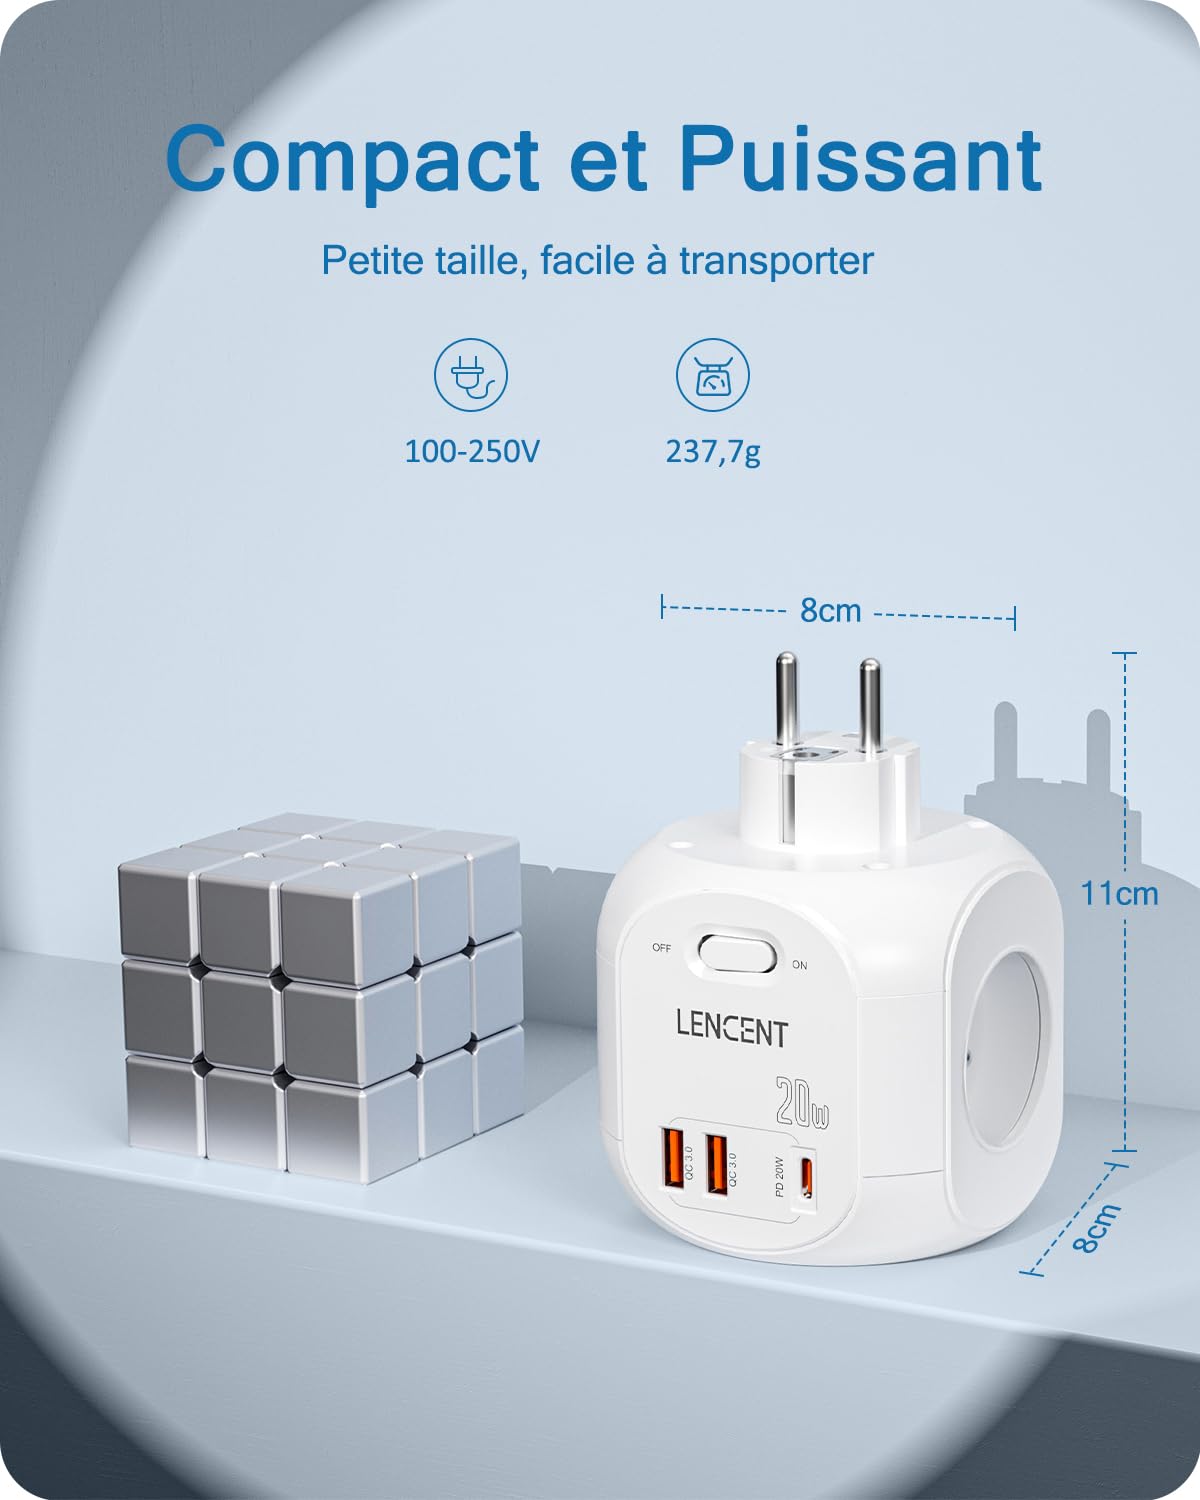 Compact et Puissant
Petite taille, facile à transporter
100-250V
237,7g
8cm
11cm
OFF
ON
LENCENT
20W
QC 3.0
QC 3.0
PD 20W
8cm